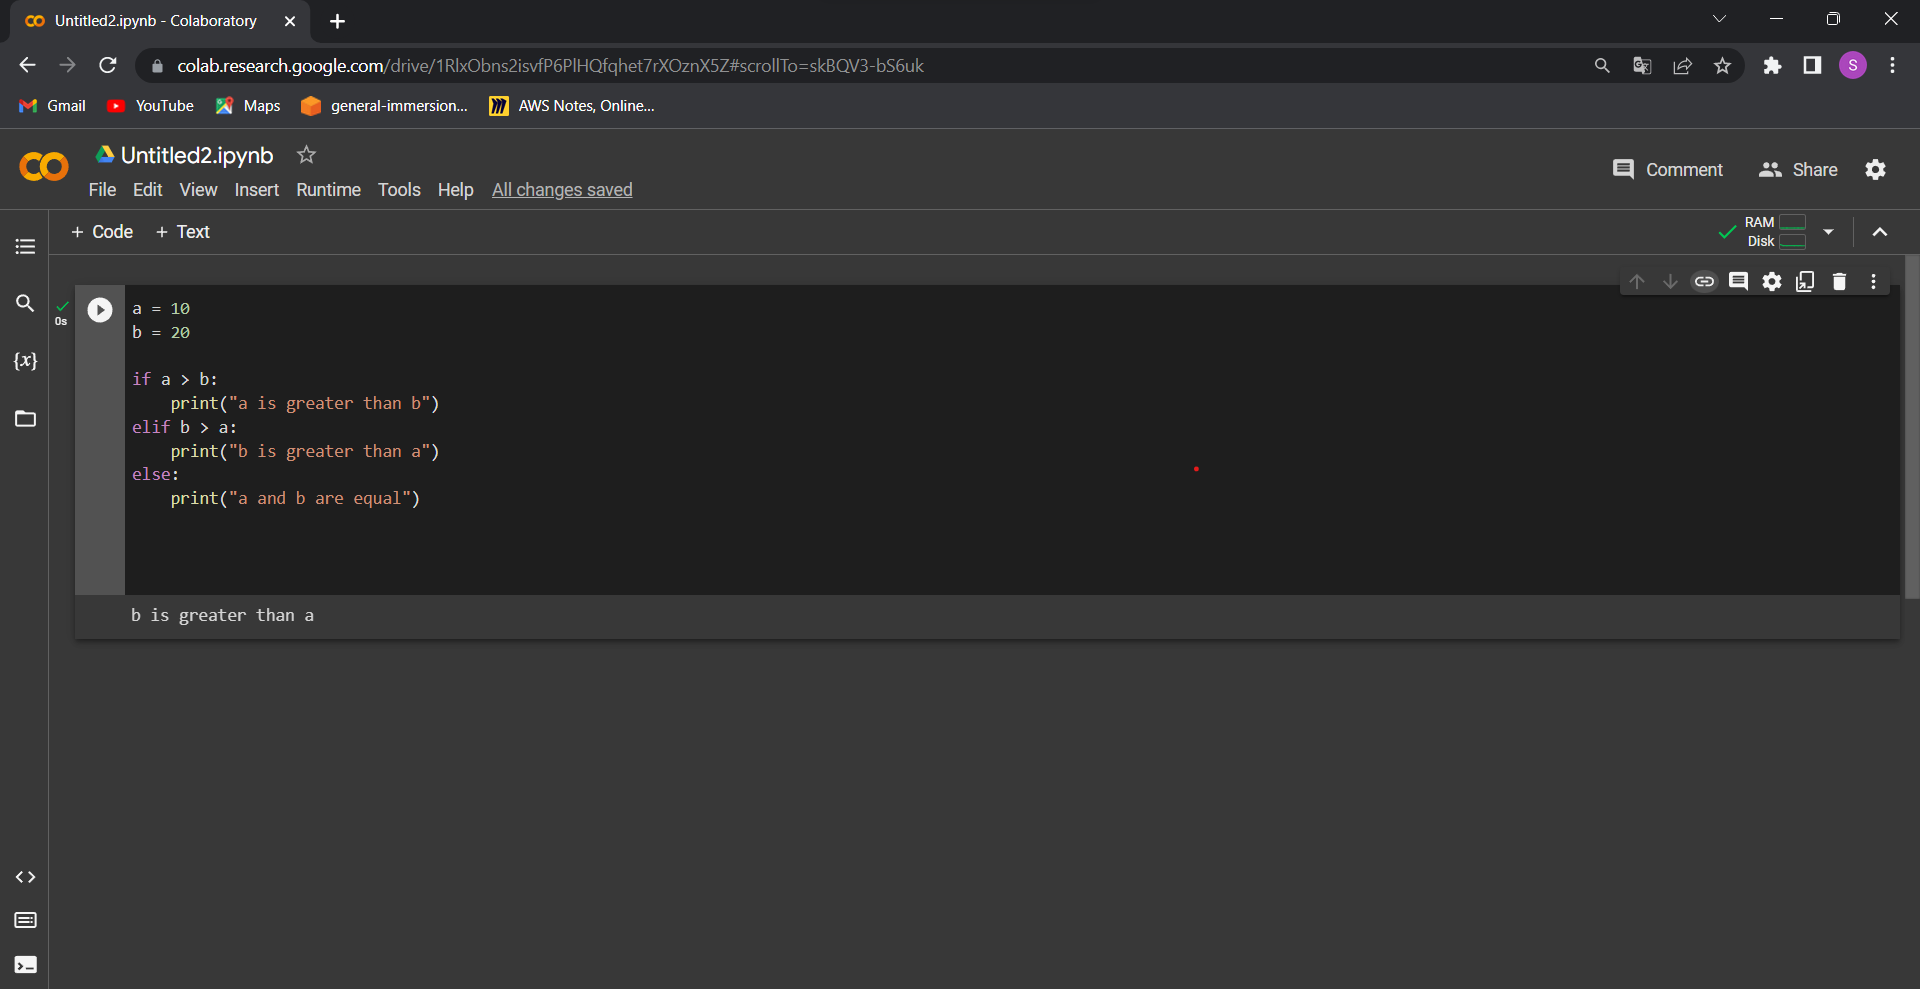 Untitled2.ipynb - Colaboratory
colab.research.google.com/drive/1RlxObns2isvfP6PlHQfqhet7rXOznX5Z#scrollTo=skBQV3-bS6uk
S
Gmail YouTube Maps general-immersion... AWS Notes, Online...
Untitled2.ipynb
Comment Share
File Edit View Insert Runtime Tools Help All changes saved
+ Code + Text
RAM
Disk
{x}
0s
a = 10
b = 20
if a > b:
    print("a is greater than b")
elif b > a:
    print("b is greater than a")
else:
    print("a and b are equal")
b is greater than a